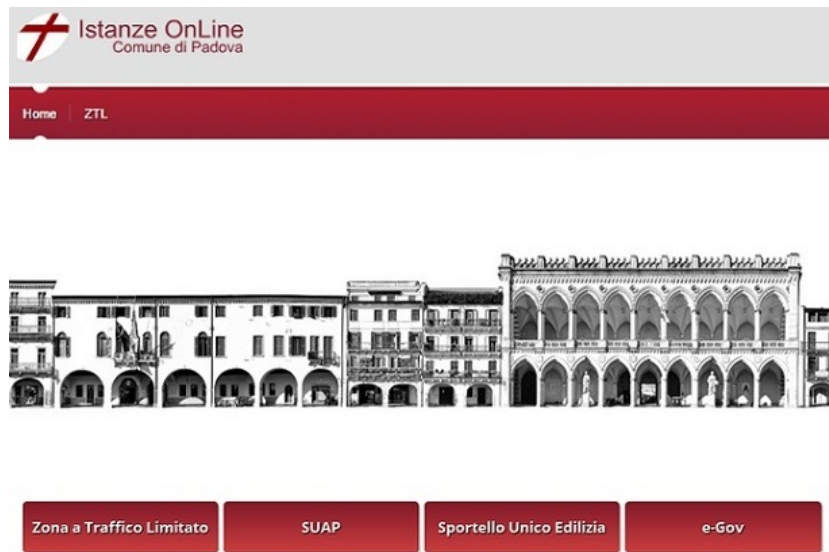 Istanze OnLine
Comune di Padova
Home ZTL
Zona a Traffico Limitato SUAP Sportello Unico Edilizia e-Gov